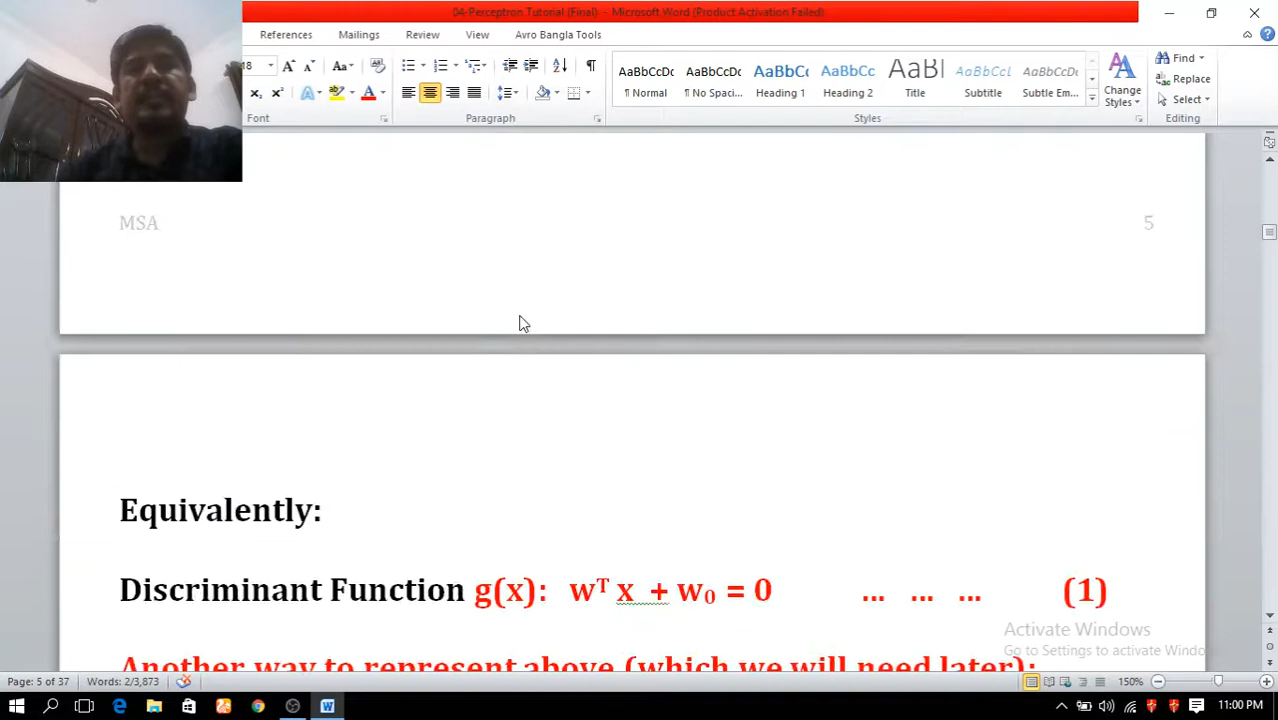 04-Perceptron Tutorial (Final) - Microsoft Word (Product Activation Failed)
References Mailings Review View Avro Bangla Tools
18 Aa
AaBbCcDc AaBbCcDc AaBbCc AaBbCc AaBl AaBbCcL AaBbCcDc
¶ Normal ¶ No Spaci... Heading 1 Heading 2 Title Subtitle Subtle Em...
Change
Styles
Find
Replace
Select
Font Paragraph Styles Editing
MSA 5
Equivalently:
Discriminant Function g(x): wᵀ x + w₀ = 0 ... ... ... (1)
Another way to represent above (which we will need later):
Activate Windows
Go to Settings to activate Windo
Page: 5 of 37 Words: 2/3,873 150%
11:00 PM